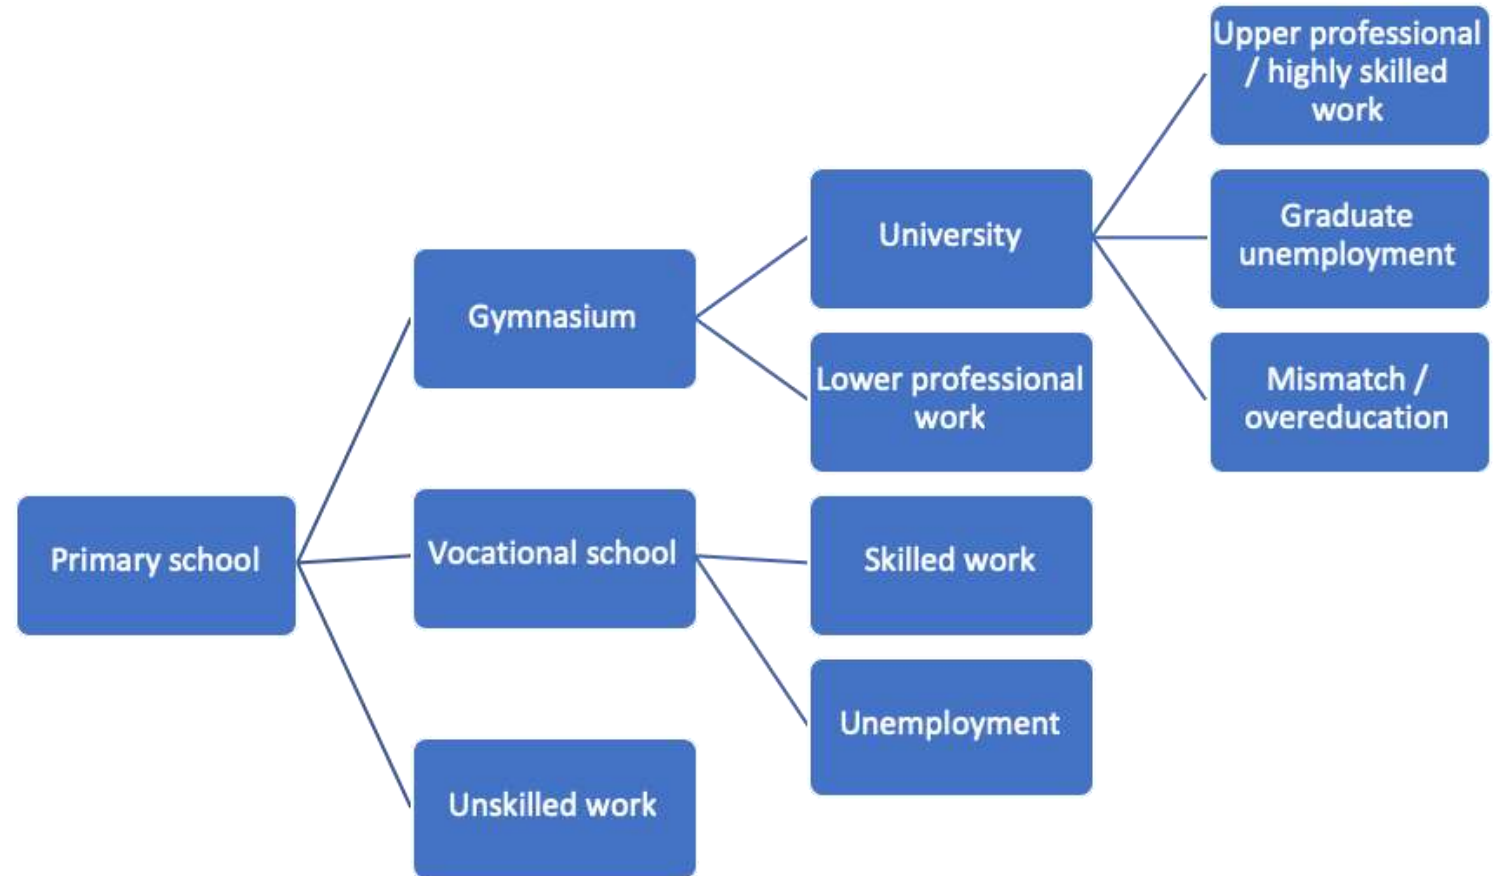 Primary school
Gymnasium
Vocational school
Unskilled work
University
Lower professional
work
Skilled work
Unemployment
Upper professional
/ highly skilled
work
Graduate
unemployment
Mismatch /
overeducation